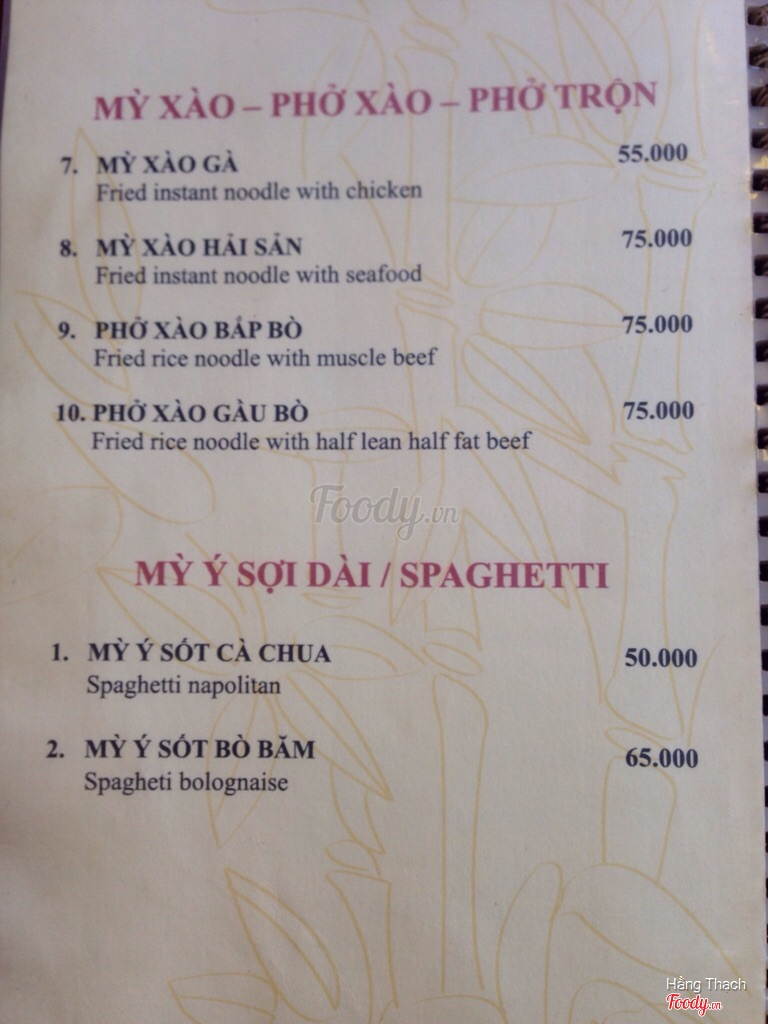 MỲ XÀO – PHỞ XÀO – PHỞ TRỘN
7. MỲ XÀO GÀ 55.000
Fried instant noodle with chicken
8. MỲ XÀO HẢI SẢN 75.000
Fried instant noodle with seafood
9. PHỞ XÀO BẮP BÒ 75.000
Fried rice noodle with muscle beef
10. PHỞ XÀO GÀU BÒ 75.000
Fried rice noodle with half lean half fat beef
Foody.vn
MỲ Ý SỢI DÀI / SPAGHETTI
1. MỲ Ý SỐT CÀ CHUA 50.000
Spaghetti napolitan
2. MỲ Ý SỐT BÒ BĂM 65.000
Spagheti bolognaise
Hằng Thạch
Foody.vn